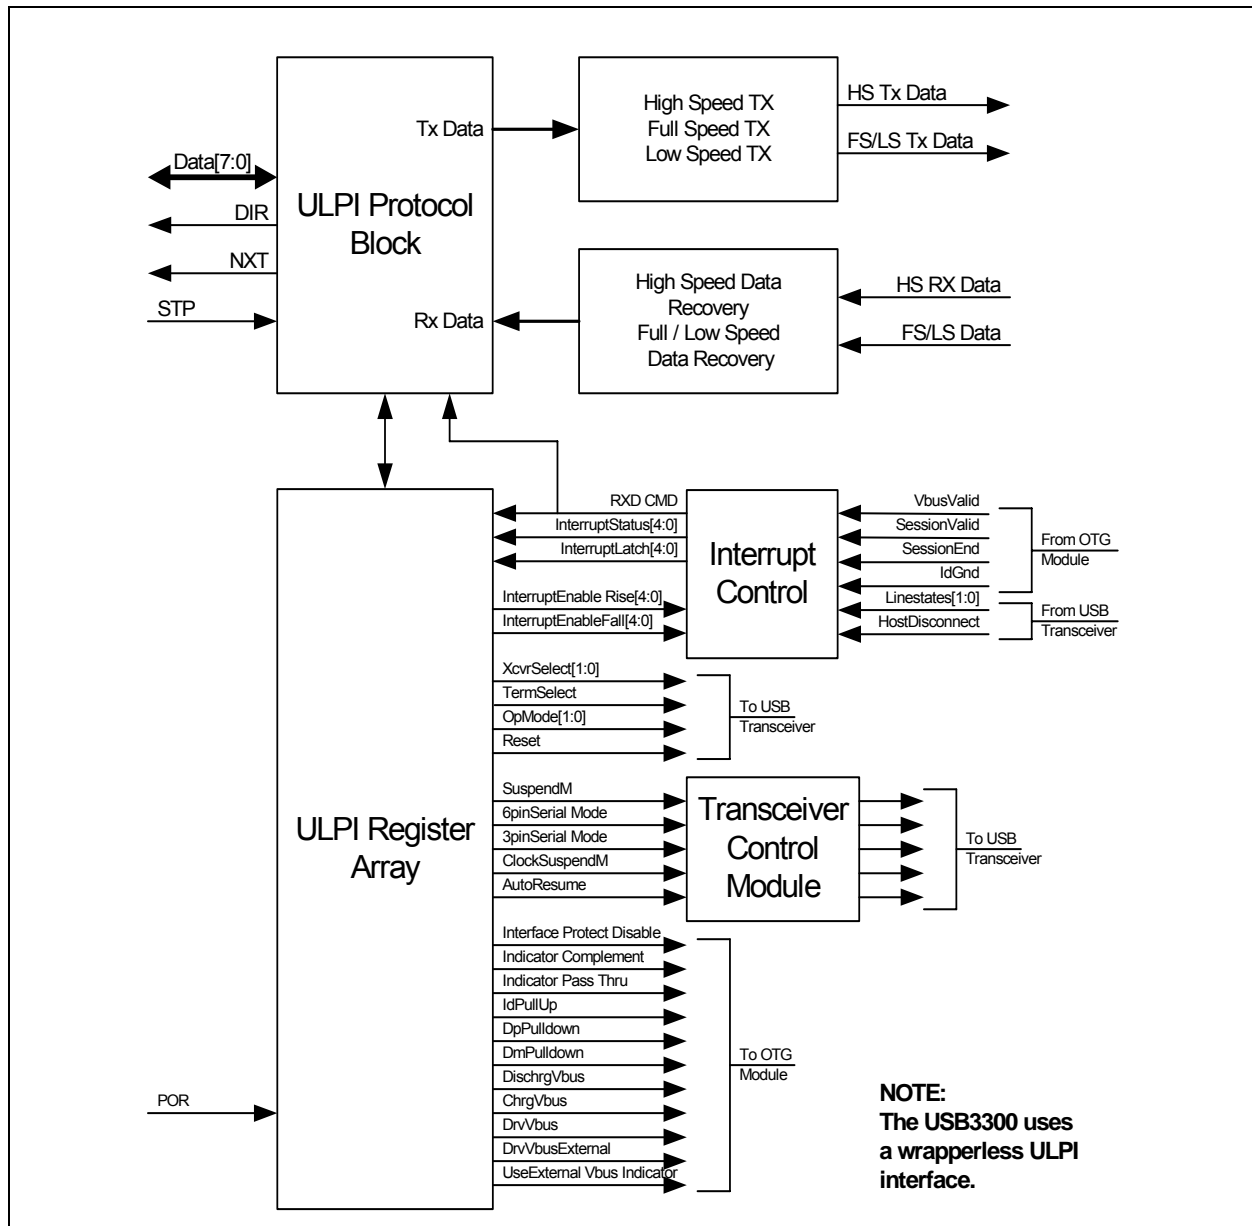 High Speed TX
Full Speed TX
Low Speed TX
HS Tx Data
FS/LS Tx Data
Tx Data
Data[7:0]
DIR
NXT
STP
ULPI Protocol
Block
Rx Data
High Speed Data
Recovery
Full / Low Speed
Data Recovery
HS RX Data
FS/LS Data
RXD CMD
InterruptStatus[4:0]
InterruptLatch[4:0]
InterruptEnable Rise[4:0]
InterruptEnableFall[4:0]
Interrupt
Control
VbusValid
SessionValid
SessionEnd
IdGnd
Linestates[1:0]
HostDisconnect
From OTG
Module
From USB
Transceiver
XcvrSelect[1:0]
TermSelect
OpMode[1:0]
Reset
To USB
Transceiver
ULPI Register
Array
SuspendM
6pinSerial Mode
3pinSerial Mode
ClockSuspendM
AutoResume
Transceiver
Control
Module
To USB
Transceiver
Interface Protect Disable
Indicator Complement
Indicator Pass Thru
IdPullUp
DpPulldown
DmPulldown
DischrgVbus
ChrgVbus
DrvVbus
DrvVbusExternal
UseExternal Vbus Indicator
To OTG
Module
POR
NOTE:
The USB3300 uses
a wrapperless ULPI
interface.